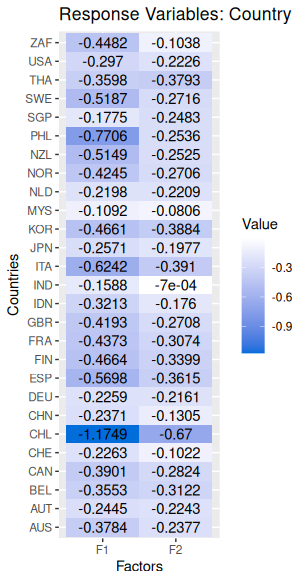 Response Variables: Country
ZAF -0.4482 -0.1038
USA -0.297 -0.2226
THA -0.3598 -0.3793
SWE -0.5187 -0.2716
SGP -0.1775 -0.2483
PHL -0.7706 -0.2536
NZL -0.5149 -0.2525
NOR -0.4245 -0.2706
NLD -0.2198 -0.2209
MYS -0.1092 -0.0806
KOR -0.4661 -0.3884
JPN -0.2571 -0.1977
ITA -0.6242 -0.391
IND -0.1588 -7e-04
IDN -0.3213 -0.176
GBR -0.4193 -0.2708
FRA -0.4373 -0.3074
FIN -0.4664 -0.3399
ESP -0.5698 -0.3615
DEU -0.2259 -0.2161
CHN -0.2371 -0.1305
CHL -1.1749 -0.67
CHE -0.2263 -0.1022
CAN -0.3901 -0.2824
BEL -0.3553 -0.3122
AUT -0.2445 -0.2243
AUS -0.3784 -0.2377
F1 F2
Factors
Countries
Value
-0.3
-0.6
-0.9